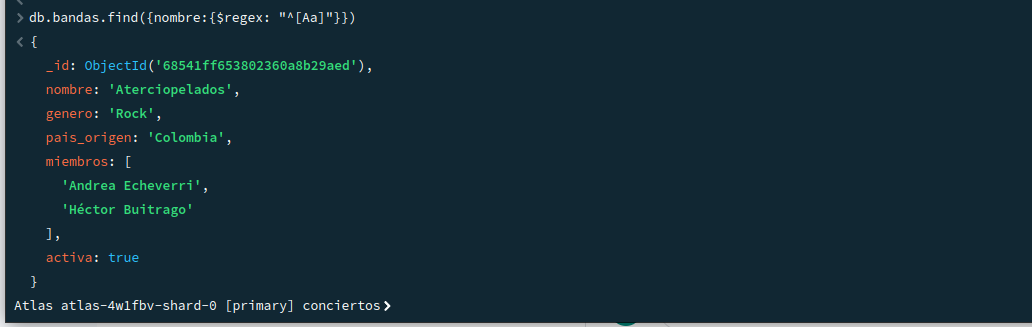 > db.bandas.find({nombre:{$regex: "^[Aa]"}})
< {
_id: ObjectId('68541ff653802360a8b29aed'),
nombre: 'Aterciopelados',
genero: 'Rock',
pais_origen: 'Colombia',
miembros: [
'Andrea Echeverri',
'Héctor Buitrago'
],
activa: true
}
Atlas atlas-4w1fbv-shard-0 [primary] conciertos>